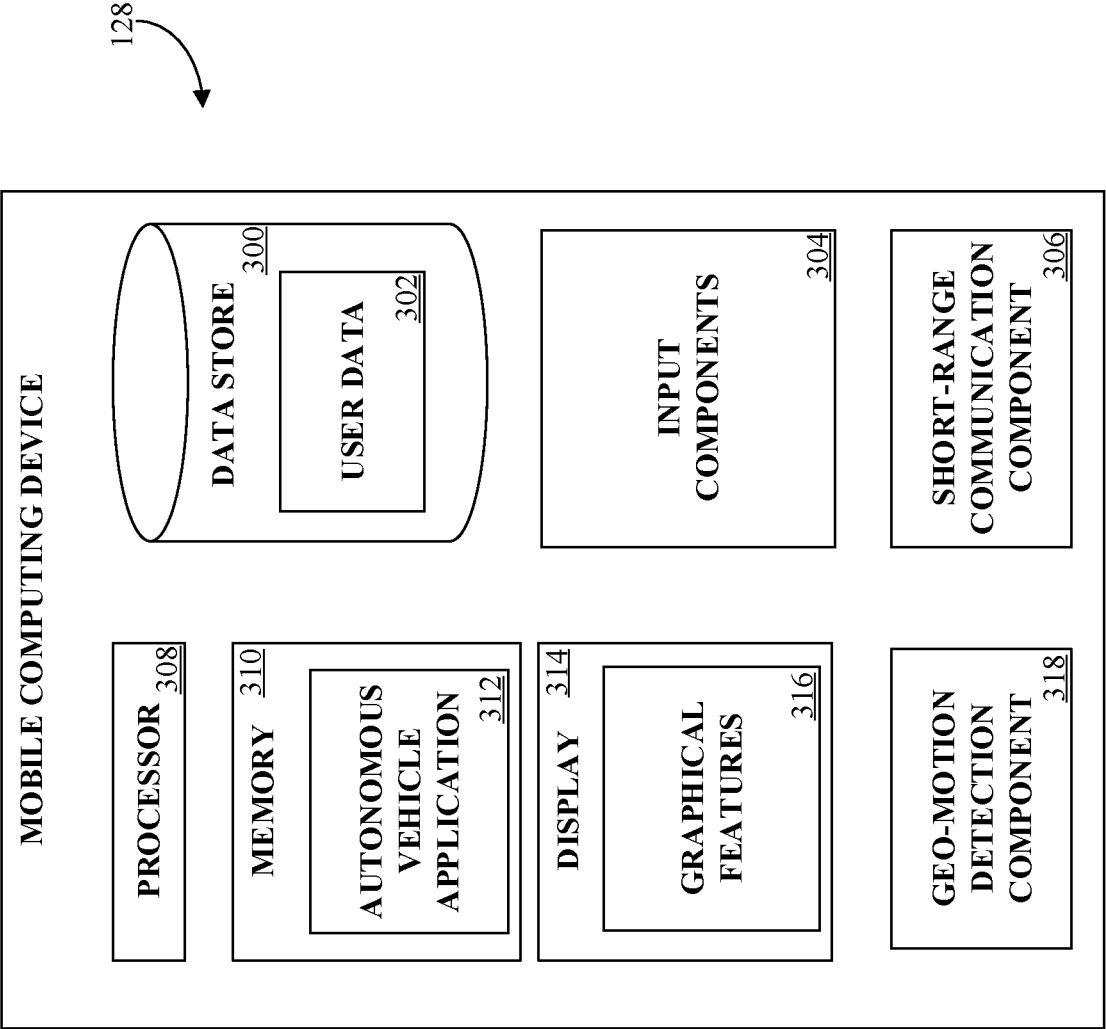 128
MOBILE COMPUTING DEVICE
PROCESSOR
308
MEMORY
310
AUTONOMOUS
VEHICLE
APPLICATION
312
DISPLAY
314
GRAPHICAL
FEATURES
316
GEO-MOTION
DETECTION
COMPONENT
318
DATA STORE
300
USER DATA
302
INPUT
COMPONENTS
304
SHORT-RANGE
COMMUNICATION
COMPONENT
306